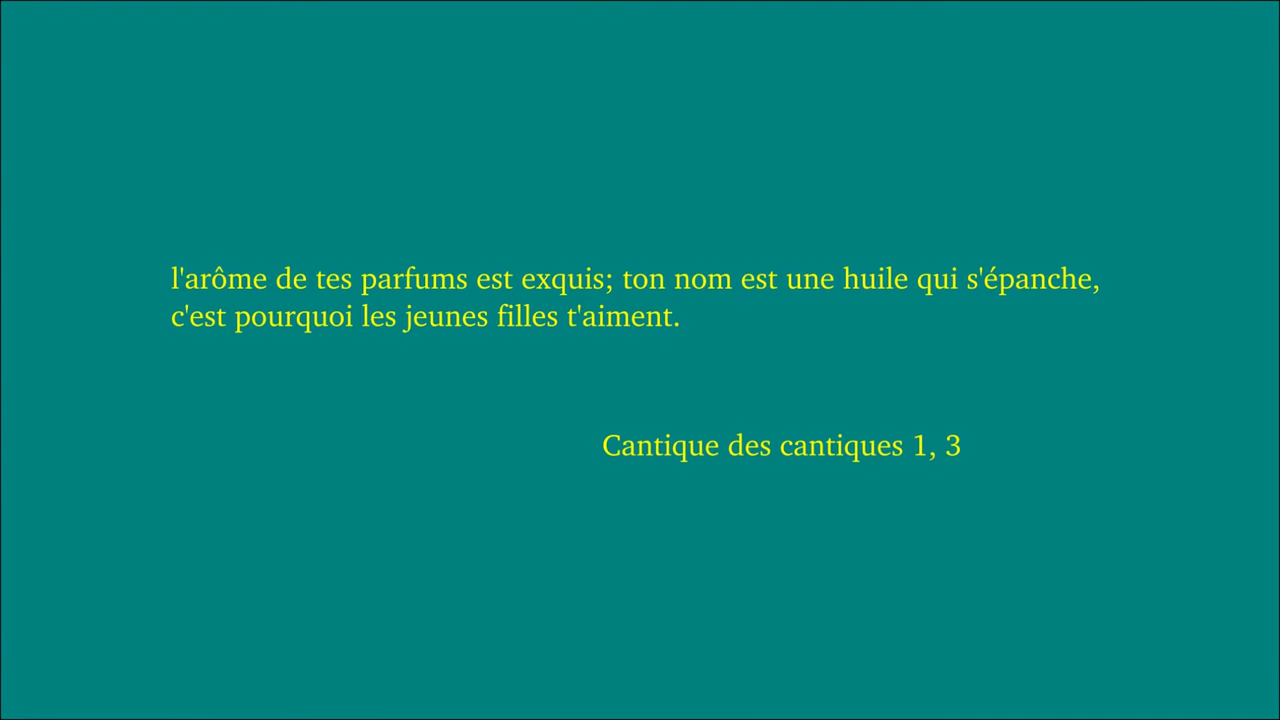 l'arôme de tes parfums est exquis; ton nom est une huile qui s'épanche,
c'est pourquoi les jeunes filles t'aiment.
Cantique des cantiques 1, 3